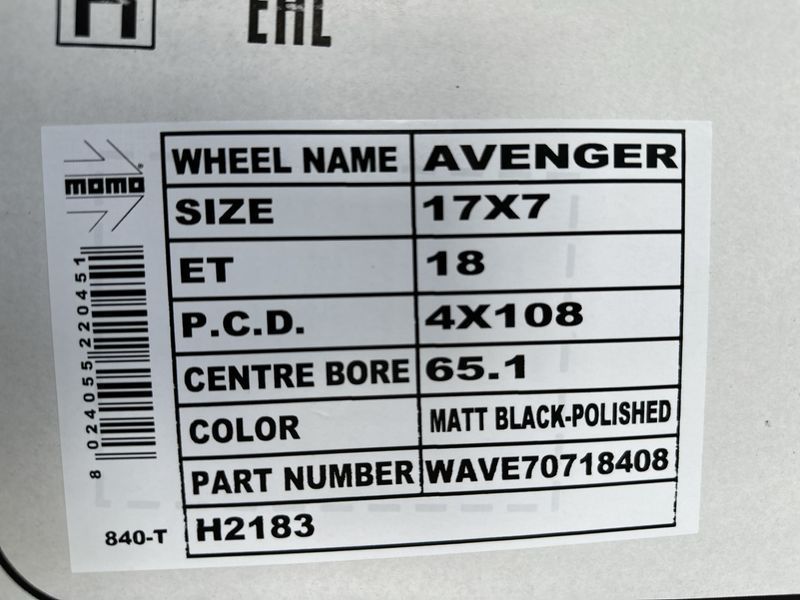 H EAC
momo
WHEEL NAME AVENGER
SIZE 17X7
ET 18
P.C.D. 4X108
CENTRE BORE 65.1
COLOR MATT BLACK-POLISHED
PART NUMBER WAVE70718408
H2183
8 024055 220451
840-T